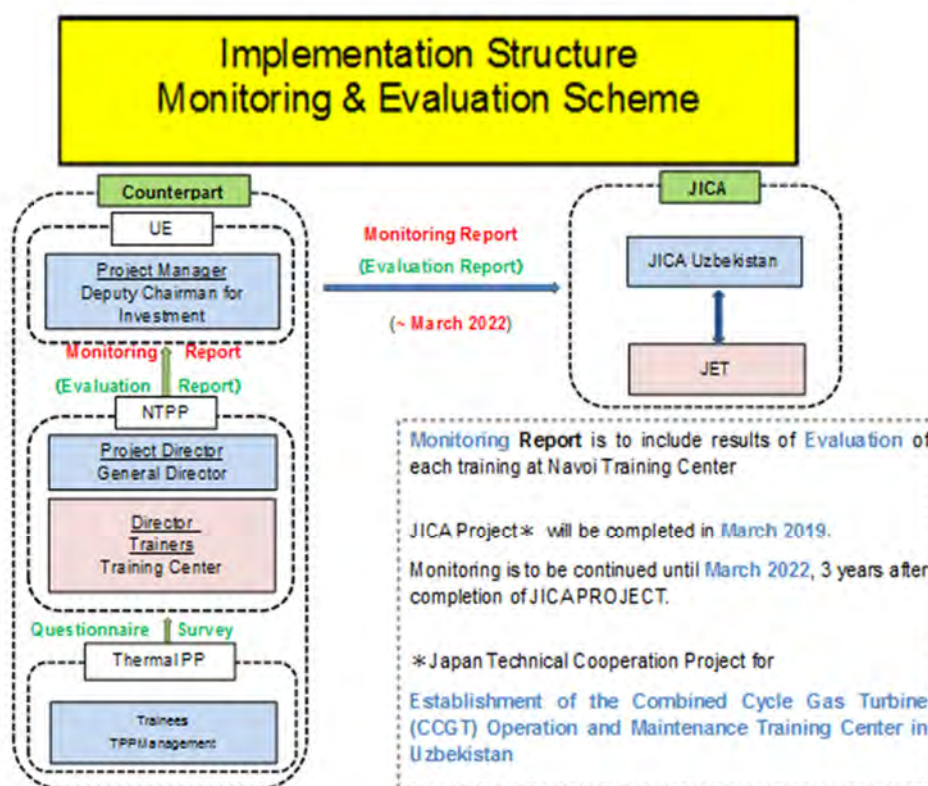 Implementation Structure
Monitoring & Evaluation Scheme
Counterpart
UE
Project Manager
Deputy Chairman for
Investment
Monitoring Report
(Evaluation Report)
NTPP
Project Director
General Director
Director
Trainers
Training Center
Questionnaire Survey
Thermal PP
Trainees
TPPManagement
Monitoring Report
(Evaluation Report)
(~ March 2022)
JICA
JICA Uzbekistan
JET
Monitoring Report is to include results of Evaluation of
each training at Navoi Training Center
JICA Project* will be completed in March 2019.
Monitoring is to be continued until March 2022, 3 years after
completion of JICAPROJECT.
*Japan Technical Cooperation Project for
Establishment of the Combined Cycle Gas Turbine
(CCGT) Operation and Maintenance Training Center in
Uzbekistan